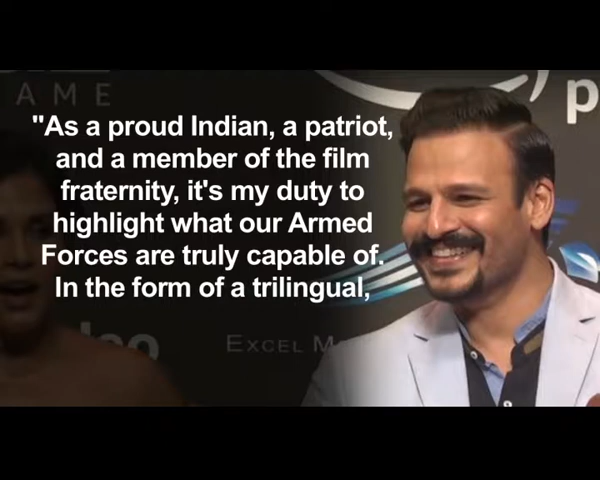 AME
"As a proud Indian, a patriot,
and a member of the film
fraternity, it's my duty to
highlight what our Armed
Forces are truly capable of.
In the form of a trilingual,
p
deo
EXCEL M